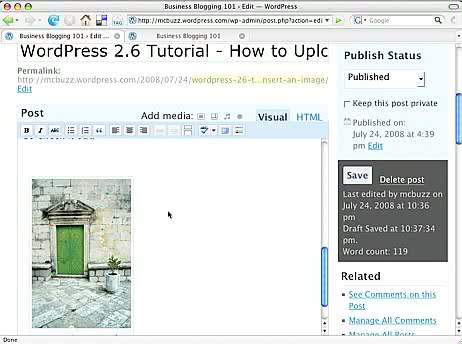 Business Blogging 101 › Edit — WordPress
http://mcbuzz.wordpress.com/wp-admin/post.php?action=edi
Google
Business Blogging 101 › Edit ...
Business Blogging 101
WordPress 2.6 Tutorial - How to Uplo
Permalink:
http://mcbuzz.wordpress.com/2008/07/24/wordpress-26-t...nsert-an-image/
Edit
Post
Add media:
Visual
HTML
B I ABC
Publish Status
Published
Keep this post private
Published on:
July 24, 2008 at 4:39
pm Edit
Save
Delete post
Last edited by mcbuzz on
July 24, 2008 at 10:36
pm
Draft Saved at 10:37:34
pm.
Word count: 119
Related
See Comments on this
Post
Manage All Comments
Manage All Posts
Done